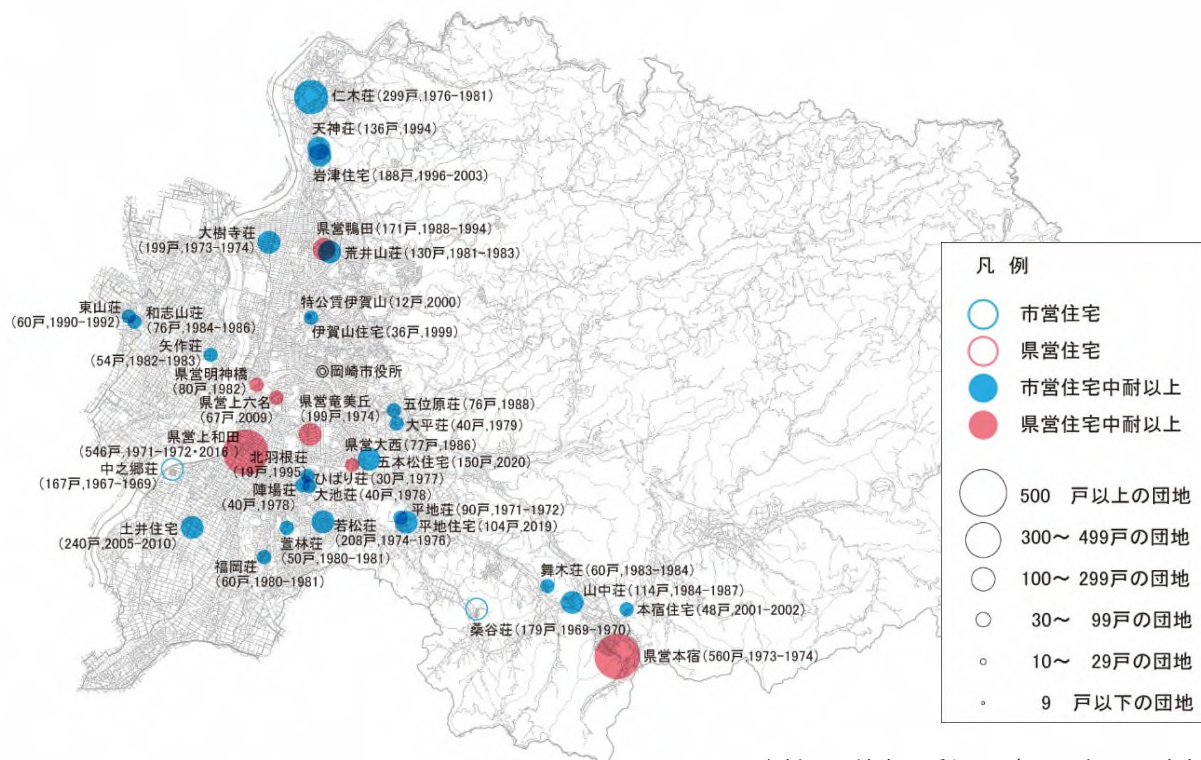 仁木荘(299戸,1976-1981)
天神荘(136戸,1994)
岩津住宅(188戸,1996-2003)
大樹寺荘
(199戸,1973-1974)
県営鴨田(171戸,1988-1994)
荒井山荘(130戸,1981-1983)
東山荘
(60戸,1990-1992)
和志山荘
(76戸,1984-1986)
特公賃伊賀山(12戸,2000)
伊賀山住宅(36戸,1999)
矢作荘
(54戸,1982-1983)
県営明神橋
(80戸,1982)
◎岡崎市役所
県営上六名
(67戸,2009)
県営竜美丘
(199戸,1974)
五位原荘(76戸,1988)
大平荘(40戸,1979)
県営上和田
(546戸,1971-1972・2016)
県営大西(77戸,1986)
五本松住宅(150戸,2020)
中之郷荘
(167戸,1967-1969)
北羽根荘
(19戸,1995)
ひばり荘(30戸,1977)
陣場荘
(40戸,1978)
大池荘(40戸,1978)
平地荘(90戸,1971-1972)
平地住宅(104戸,2019)
土井住宅
(240戸,2005-2010)
若松荘
(208戸,1974-1976)
萱林荘
(50戸,1980-1981)
福岡荘
(60戸,1980-1981)
舞木荘(60戸,1983-1984)
山中荘(114戸,1984-1987)
本宿住宅(48戸,2001-2002)
桑谷荘(179戸,1969-1970)
県営本宿(560戸,1973-1974)
凡 例
市営住宅
県営住宅
市営住宅中耐以上
県営住宅中耐以上
500 戸以上の団地
300~ 499戸の団地
100~ 299戸の団地
30~ 99戸の団地
10~ 29戸の団地
9 戸以下の団地